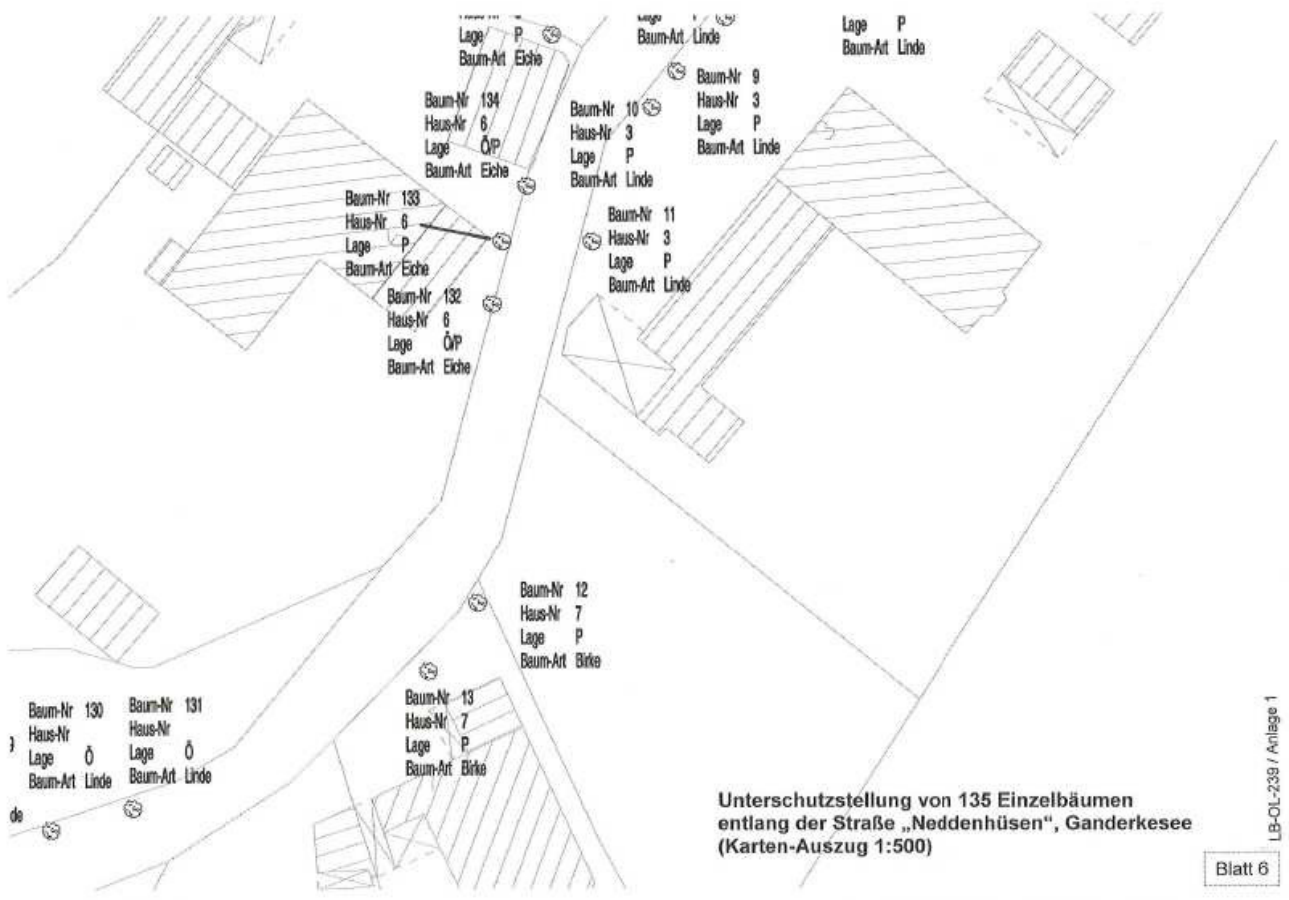 Lage P
Baum-Art Eiche
Baum-Art Linde
Lage P
Baum-Art Linde
Baum-Nr 134
Haus-Nr 6
Lage Ö/P
Baum-Art Eiche
Baum-Nr 10
Haus-Nr 3
Lage P
Baum-Art Linde
Baum-Nr 9
Haus-Nr 3
Lage P
Baum-Art Linde
Baum-Nr 133
Haus-Nr 6
Lage P
Baum-Art Eiche
Baum-Nr 11
Haus-Nr 3
Lage P
Baum-Art Linde
Baum-Nr 132
Haus-Nr 6
Lage Ö/P
Baum-Art Eiche
Baum-Nr 12
Haus-Nr 7
Lage P
Baum-Art Birke
Baum-Nr 13
Haus-Nr 7
Lage P
Baum-Art Birke
Baum-Nr 130
Haus-Nr
Lage Ö
Baum-Art Linde
Baum-Nr 131
Haus-Nr
Lage Ö
Baum-Art Linde
de
Unterschutzstellung von 135 Einzelbäumen
entlang der Straße „Neddenhüsen“, Ganderkesee
(Karten-Auszug 1:500)
LB-OL-239 / Anlage 1
Blatt 6